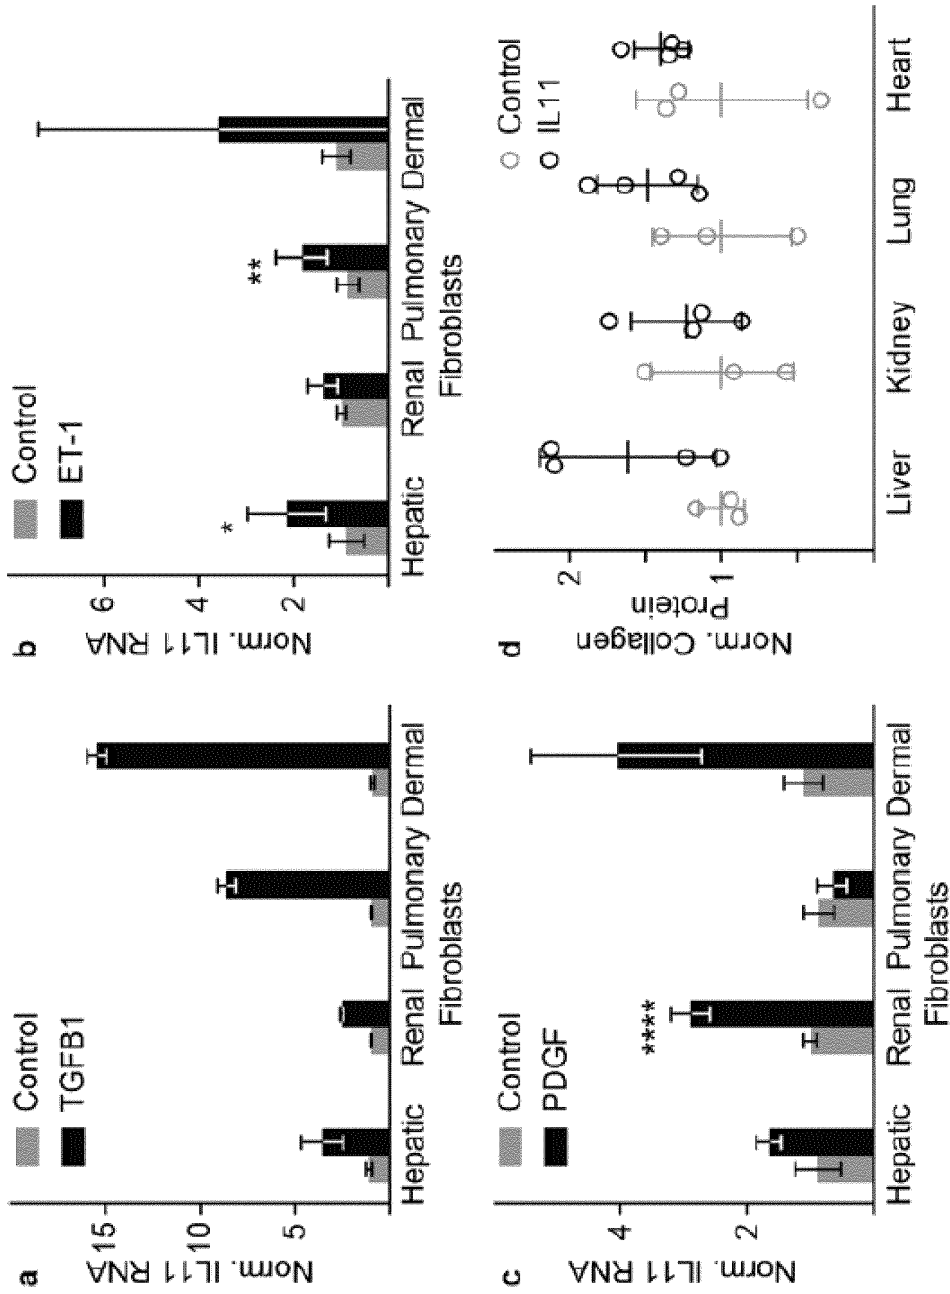 a
Norm. IL11 RNA
15
10
5
Control
TGFB1
Hepatic Renal Pulmonary Dermal
Fibroblasts
b
Norm. IL11 RNA
6
4
2
Control
ET-1
*
**
Hepatic Renal Pulmonary Dermal
Fibroblasts
c
Norm. IL11 RNA
4
2
Control
PDGF
****
Hepatic Renal Pulmonary Dermal
Fibroblasts
d
Norm. Collagen
Protein
2
1
Control
IL11
Liver Kidney Lung Heart